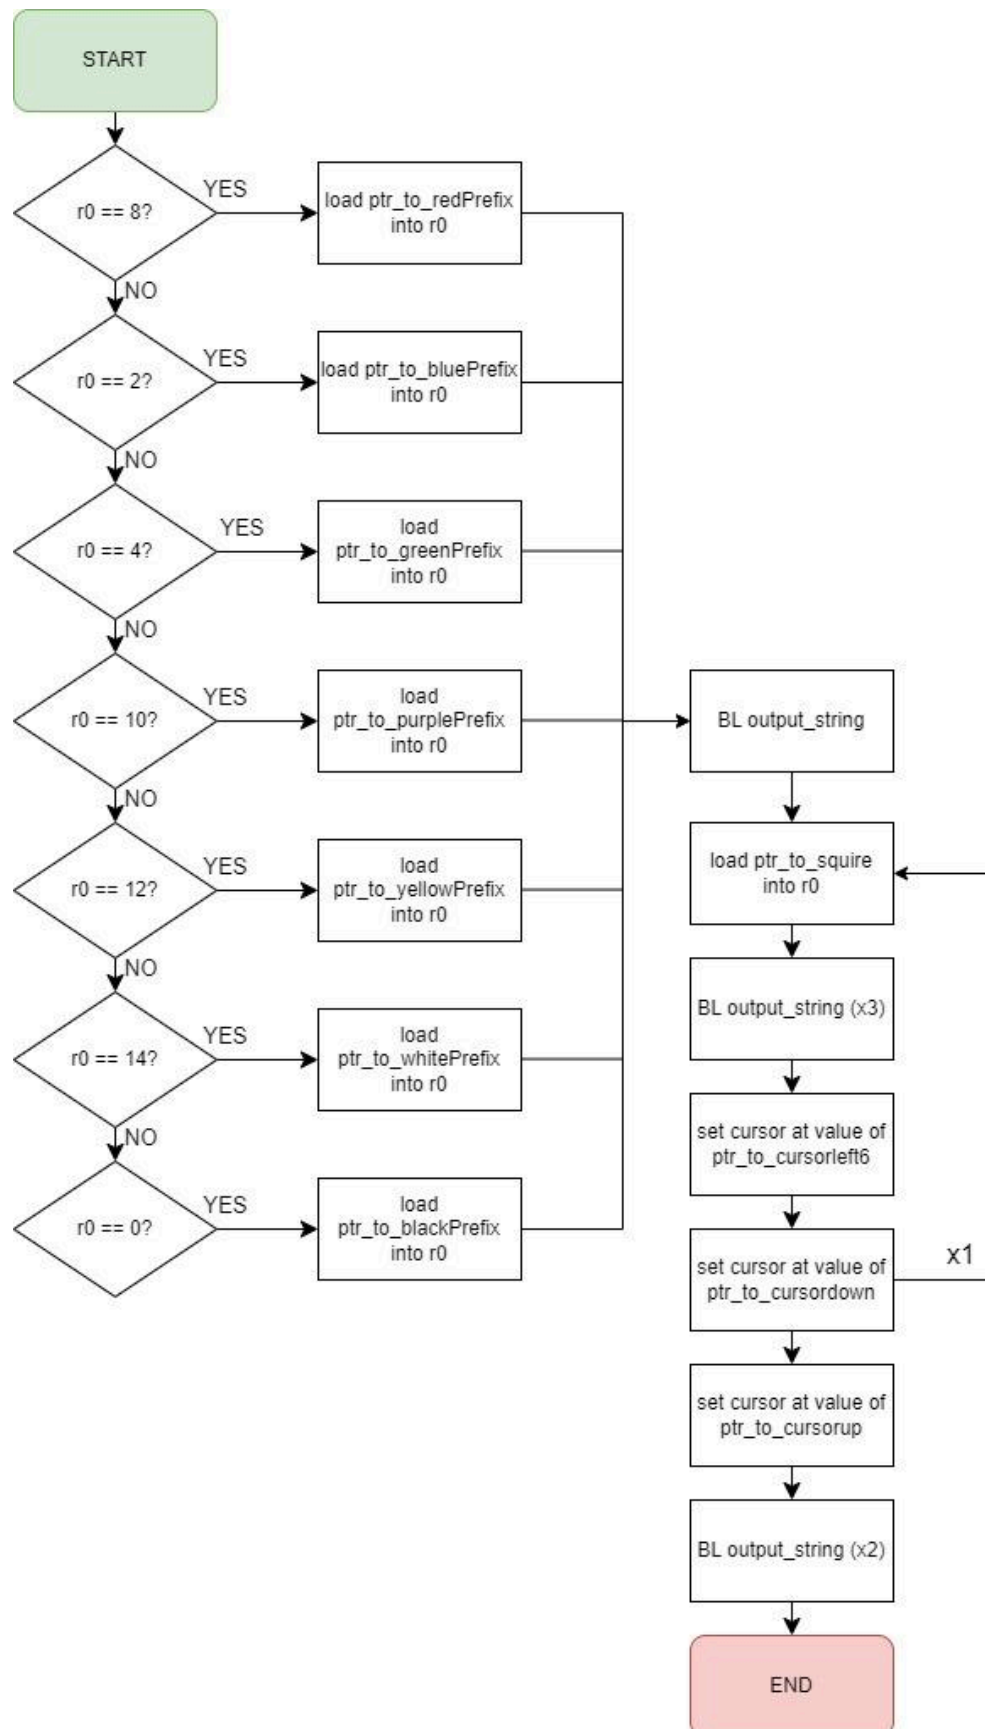 START
r0 == 8?
YES
load ptr_to_redPrefix
into r0
NO
r0 == 2?
YES
load ptr_to_bluePrefix
into r0
NO
r0 == 4?
YES
load
ptr_to_greenPrefix
into r0
NO
r0 == 10?
YES
load
ptr_to_purplePrefix
into r0
NO
r0 == 12?
YES
load
ptr_to_yellowPrefix
into r0
NO
r0 == 14?
YES
load
ptr_to_whitePrefix
into r0
NO
r0 == 0?
YES
load
ptr_to_blackPrefix
into r0
BL output_string
load ptr_to_squire
into r0
BL output_string (x3)
set cursor at value of
ptr_to_cursorleft6
set cursor at value of
ptr_to_cursordown
x1
set cursor at value of
ptr_to_cursorup
BL output_string (x2)
END